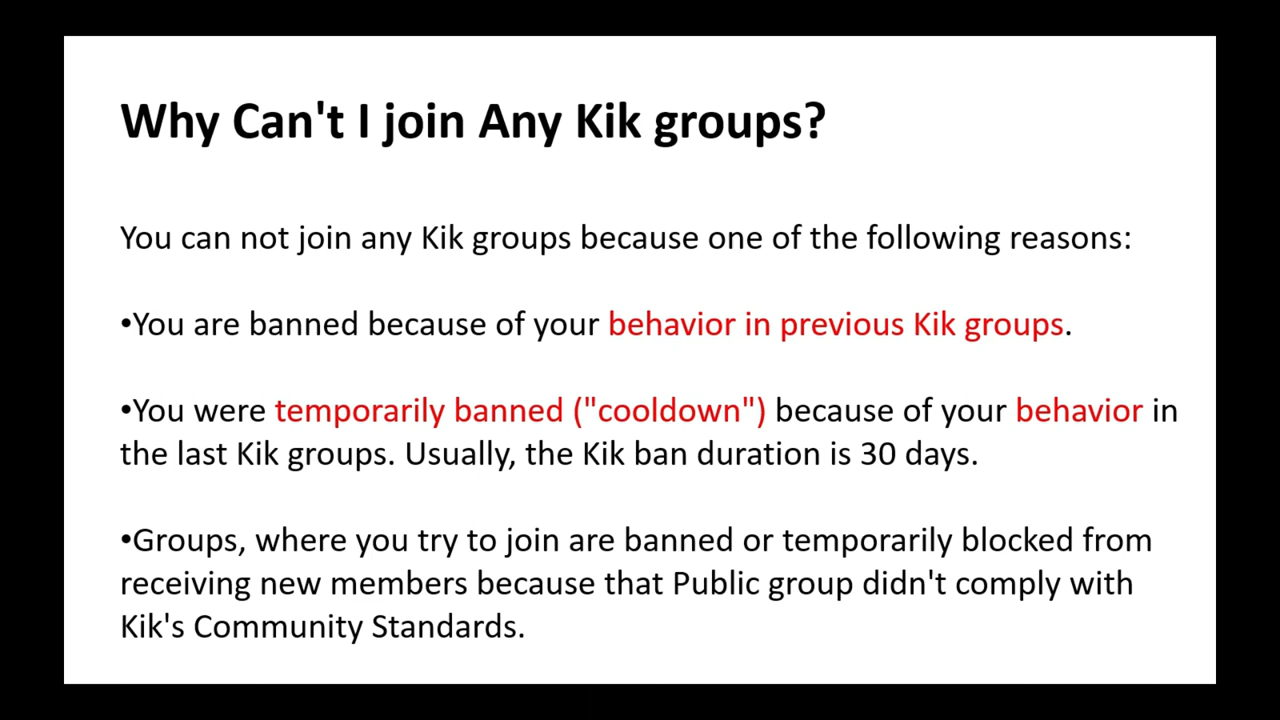 Why Can't I join Any Kik groups?
You can not join any Kik groups because one of the following reasons:
•You are banned because of your behavior in previous Kik groups.
•You were temporarily banned ("cooldown") because of your behavior in
the last Kik groups. Usually, the Kik ban duration is 30 days.
•Groups, where you try to join are banned or temporarily blocked from
receiving new members because that Public group didn't comply with
Kik's Community Standards.